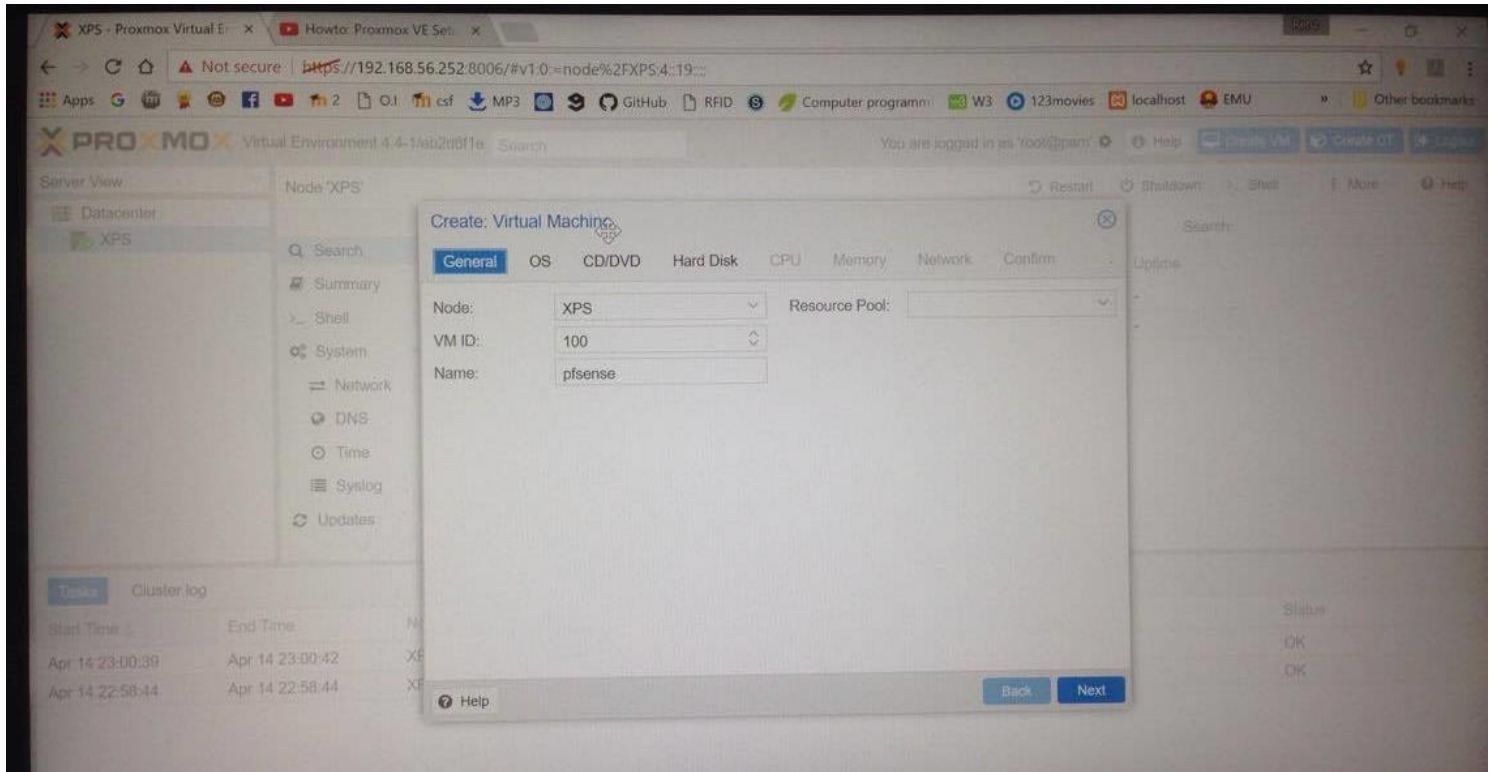 XPS - Proxmox Virtual E
Howto: Proxmox VE Set
Not secure https://192.168.56.252:8006/#v1:0:=node%2FXPS:4::19::::
Apps 2 O.I csf MP3 GitHub RFID Computer programm W3 123movies localhost EMU » Other bookmarks
PROXMOX Virtual Environment Search You are logged in as 'root@pam' Help Create VM Create CT Logout
Server View
Node 'XPS' Restart Shutdown Shell More Help
Datacenter
XPS
Create: Virtual Machine
Search:
Search
General OS CD/DVD Hard Disk CPU Memory Network Confirm
Uptime
Summary
Node: XPS Resource Pool:
Shell
VM ID: 100
System
Name: pfsense
Network
DNS
Time
Syslog
Updates
Tasks Cluster log
Start Time End Time Status
Apr 14 23:00:39 Apr 14 23:00:42 OK
Apr 14 22:58:44 Apr 14 22:58:44 OK
Help Back Next